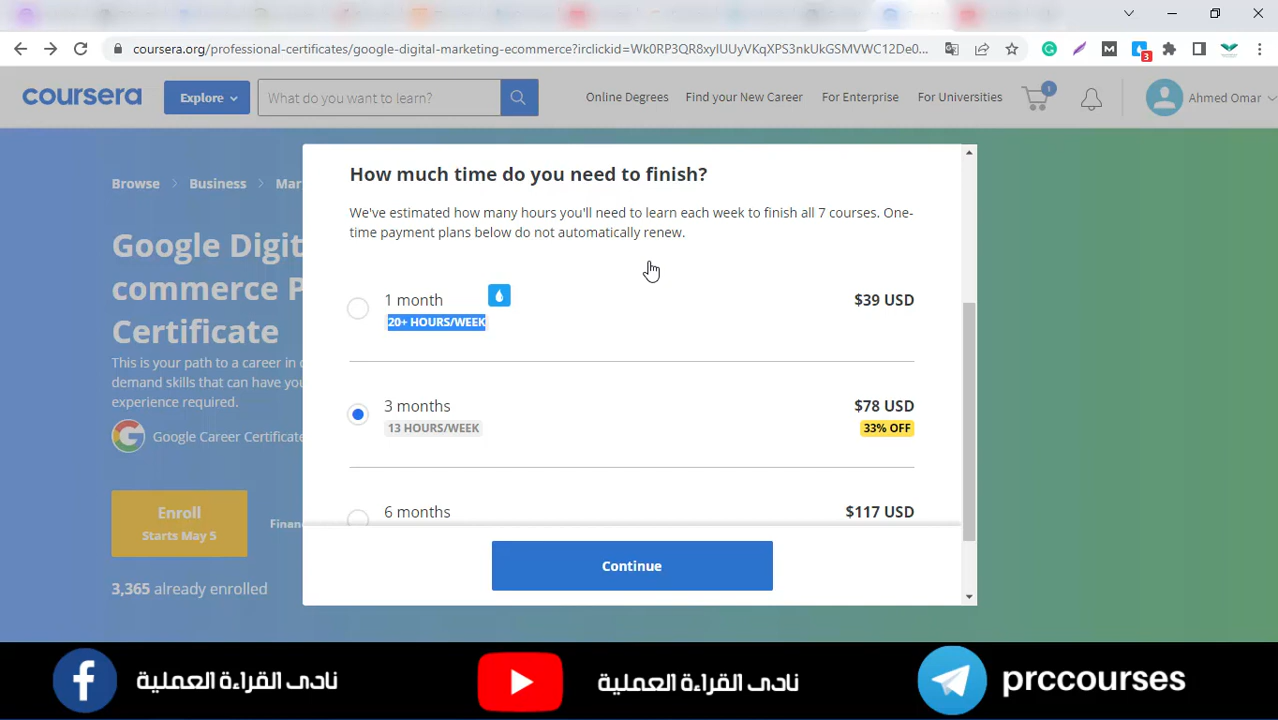 coursera.org/professional-certificates/google-digital-marketing-ecommerce?irclickid=Wk0RP3QR8xyIUUyVKqXPS3nkUkGSMVWC12De0...
3
coursera
Explore
What do you want to learn?
Online Degrees
Find your New Career
For Enterprise
For Universities
1
Ahmed Omar
Browse
Business
Mar
Google Digit
commerce P
Certificate
This is your path to a career in
demand skills that can have you
experience required.
Google Career Certificate
Enroll
Starts May 5
Finan
3,365 already enrolled
How much time do you need to finish?
We've estimated how many hours you'll need to learn each week to finish all 7 courses. One-
time payment plans below do not automatically renew.
1 month
$39 USD
20+ HOURS/WEEK
3 months
$78 USD
13 HOURS/WEEK
33% OFF
6 months
$117 USD
Continue
نادى القراءة العملية
نادى القراءة العملية
prccourses